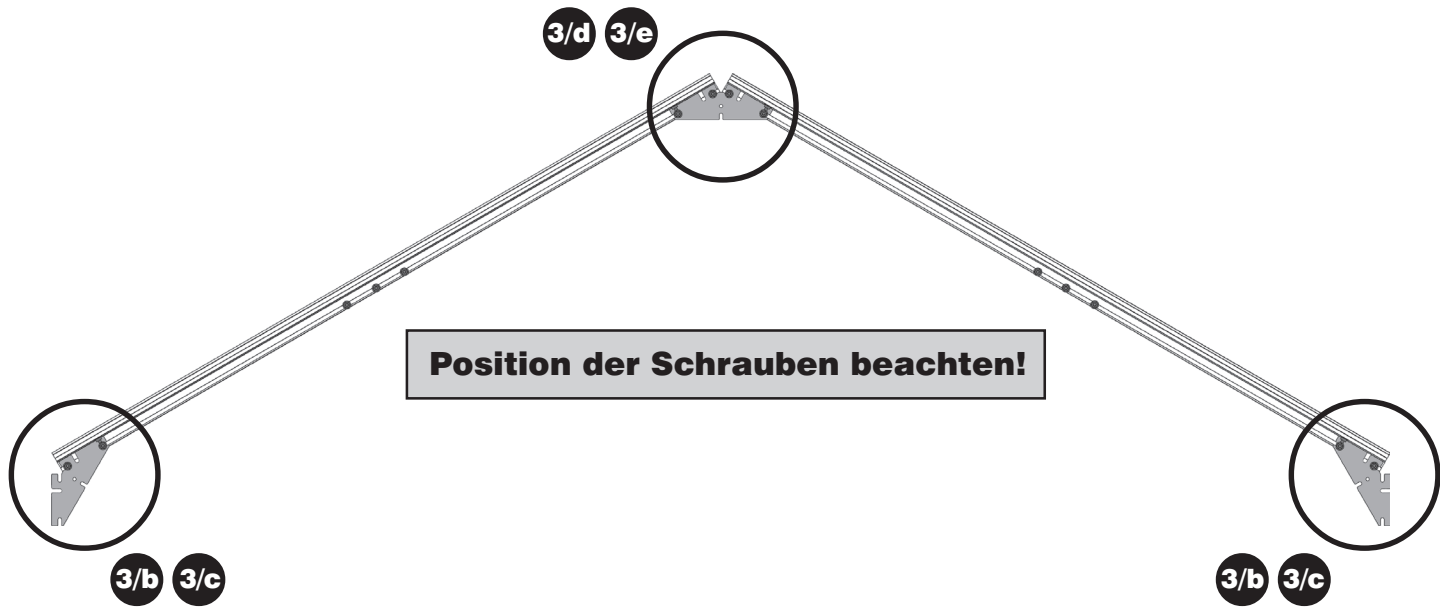 3/d 3/e
Position der Schrauben beachten!
3/b 3/c
3/b 3/c